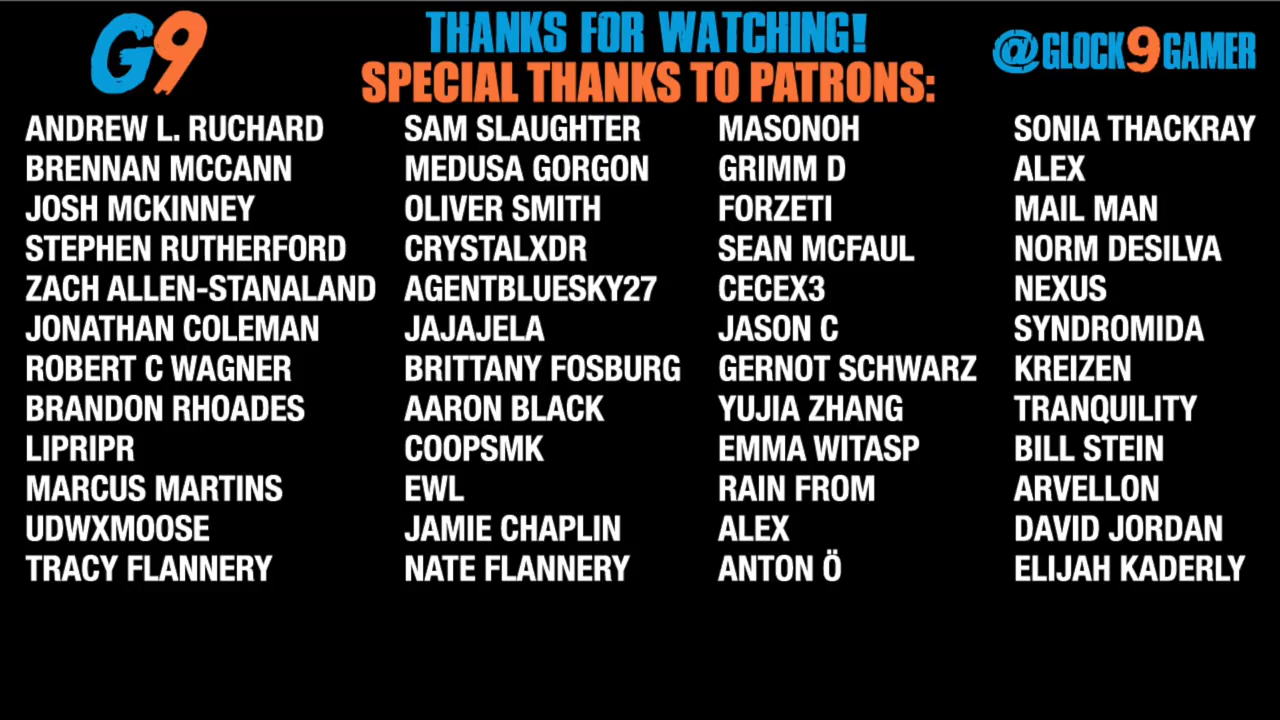 G9
THANKS FOR WATCHING!
SPECIAL THANKS TO PATRONS:
@GLOCK9GAMER
ANDREW L. RUCHARD
BRENNAN MCCANN
JOSH MCKINNEY
STEPHEN RUTHERFORD
ZACH ALLEN-STANALAND
JONATHAN COLEMAN
ROBERT C WAGNER
BRANDON RHOADES
LIPRIPR
MARCUS MARTINS
UDWXMOOSE
TRACY FLANNERY
SAM SLAUGHTER
MEDUSA GORGON
OLIVER SMITH
CRYSTALXDR
AGENTBLUESKY27
JAJAJELA
BRITTANY FOSBURG
AARON BLACK
COOPSMK
EWL
JAMIE CHAPLIN
NATE FLANNERY
MASONOH
GRIMM D
FORZETI
SEAN MCFAUL
CECEX3
JASON C
GERNOT SCHWARZ
YUJIA ZHANG
EMMA WITASP
RAIN FROM
ALEX
ANTON Ö
SONIA THACKRAY
ALEX
MAIL MAN
NORM DESILVA
NEXUS
SYNDROMIDA
KREIZEN
TRANQUILITY
BILL STEIN
ARVELLON
DAVID JORDAN
ELIJAH KADERLY